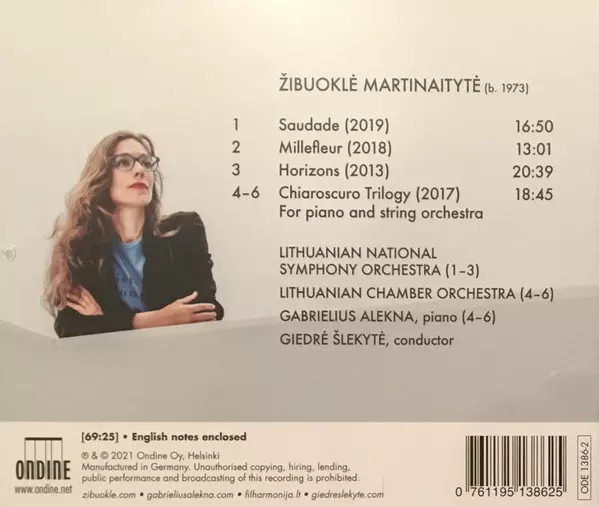 ŽIBUOKLĖ MARTINAITYTĖ (b. 1973)
1 Saudade (2019) 16:50
2 Millefleur (2018) 13:01
3 Horizons (2013) 20:39
4–6 Chiaroscuro Trilogy (2017) 18:45
For piano and string orchestra
LITHUANIAN NATIONAL
SYMPHONY ORCHESTRA (1–3)
LITHUANIAN CHAMBER ORCHESTRA (4–6)
GABRIELIUS ALEKNA, piano (4–6)
GIEDRĖ ŠLEKYTĖ, conductor
[69:25] • English notes enclosed
℗ & © 2021 Ondine Oy, Helsinki
Manufactured in Germany. Unauthorised copying, hiring, lending,
public performance and broadcasting of this recording is prohibited.
zibuokle.com • gabrieliusalekna.com • filharmonija.lt • giedreslekyte.com
ONDINE
www.ondine.net
0 761195 138625
ODE 1386-2